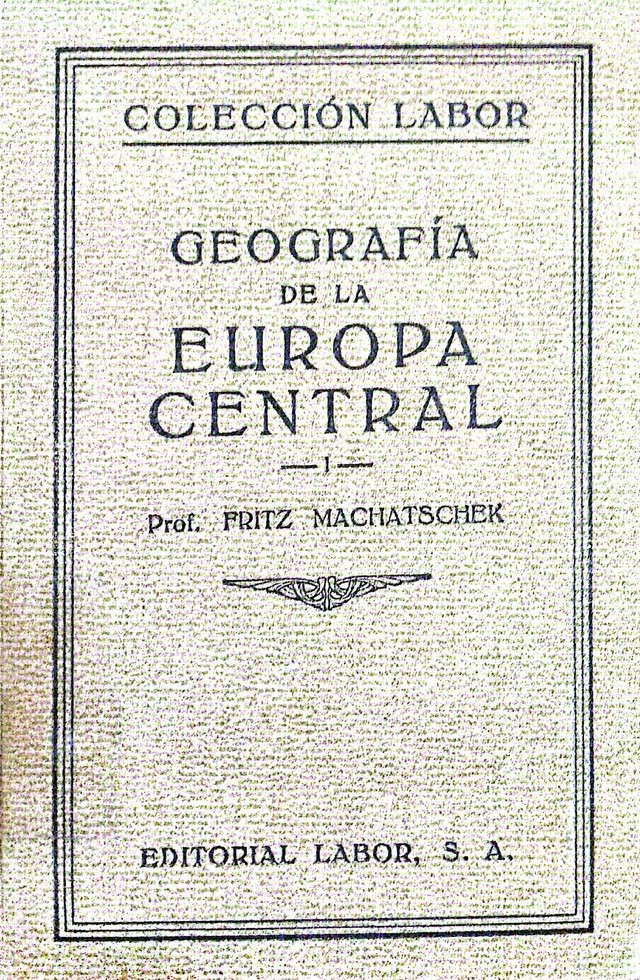 COLECCIÓN LABOR
GEOGRAFÍA
DE LA
EUROPA
CENTRAL
— I —
Prof. FRITZ MACHATSCHEK
EDITORIAL LABOR, S. A.